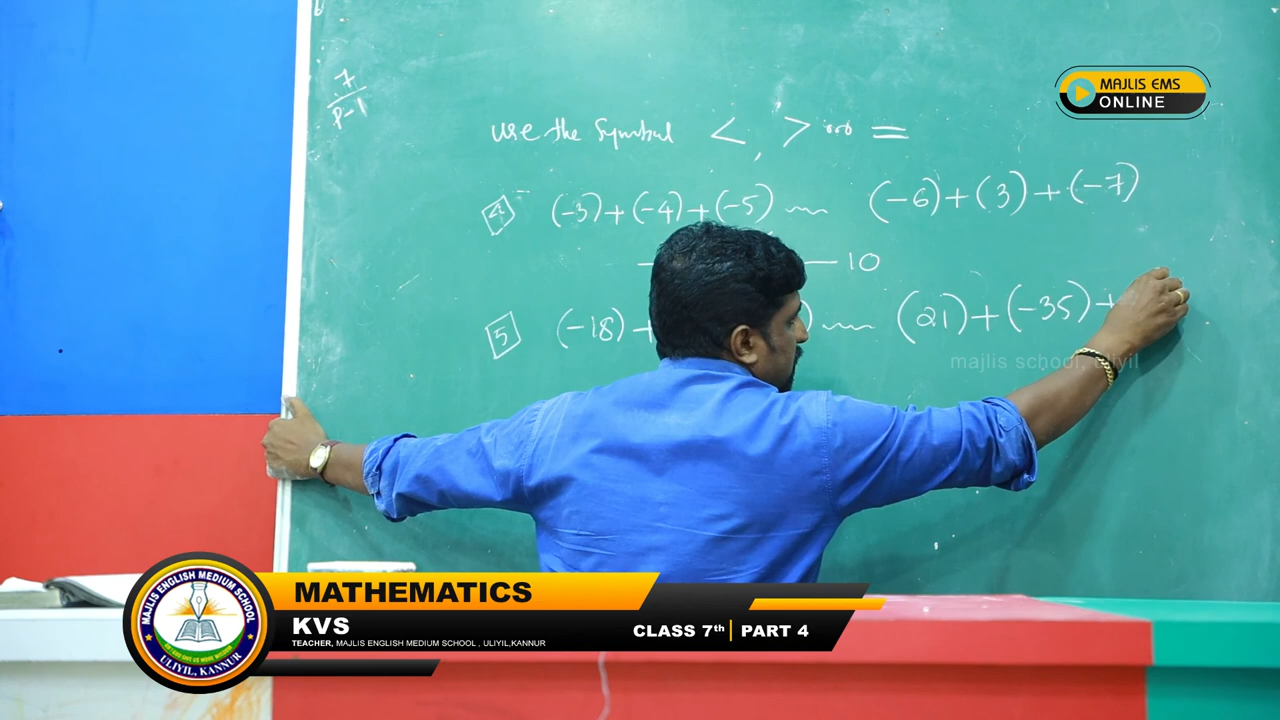 7
P-1
MAJLIS EMS
ONLINE
use the Symbol < , > or =
4 (-3)+(-4)+(-5) (-6)+(3)+(-7)
- 10
5 (-18)+ ) (21)+(-35)+
majlis school, uliyil
MAJLIS ENGLISH MEDIUM SCHOOL
ULIYIL, KANNUR
MATHEMATICS
KVS
TEACHER, MAJLIS ENGLISH MEDIUM SCHOOL , ULIYIL,KANNUR
CLASS 7th | PART 4